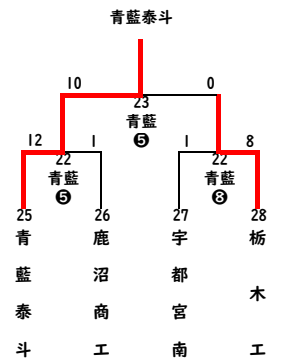 青藍泰斗
10 0
23
青藍
❺
12 1 1 8
22 22
青藍 青藍
❺ ❽
25 26 27 28
青藍泰斗
鹿沼商工
宇都宮南
栃木工